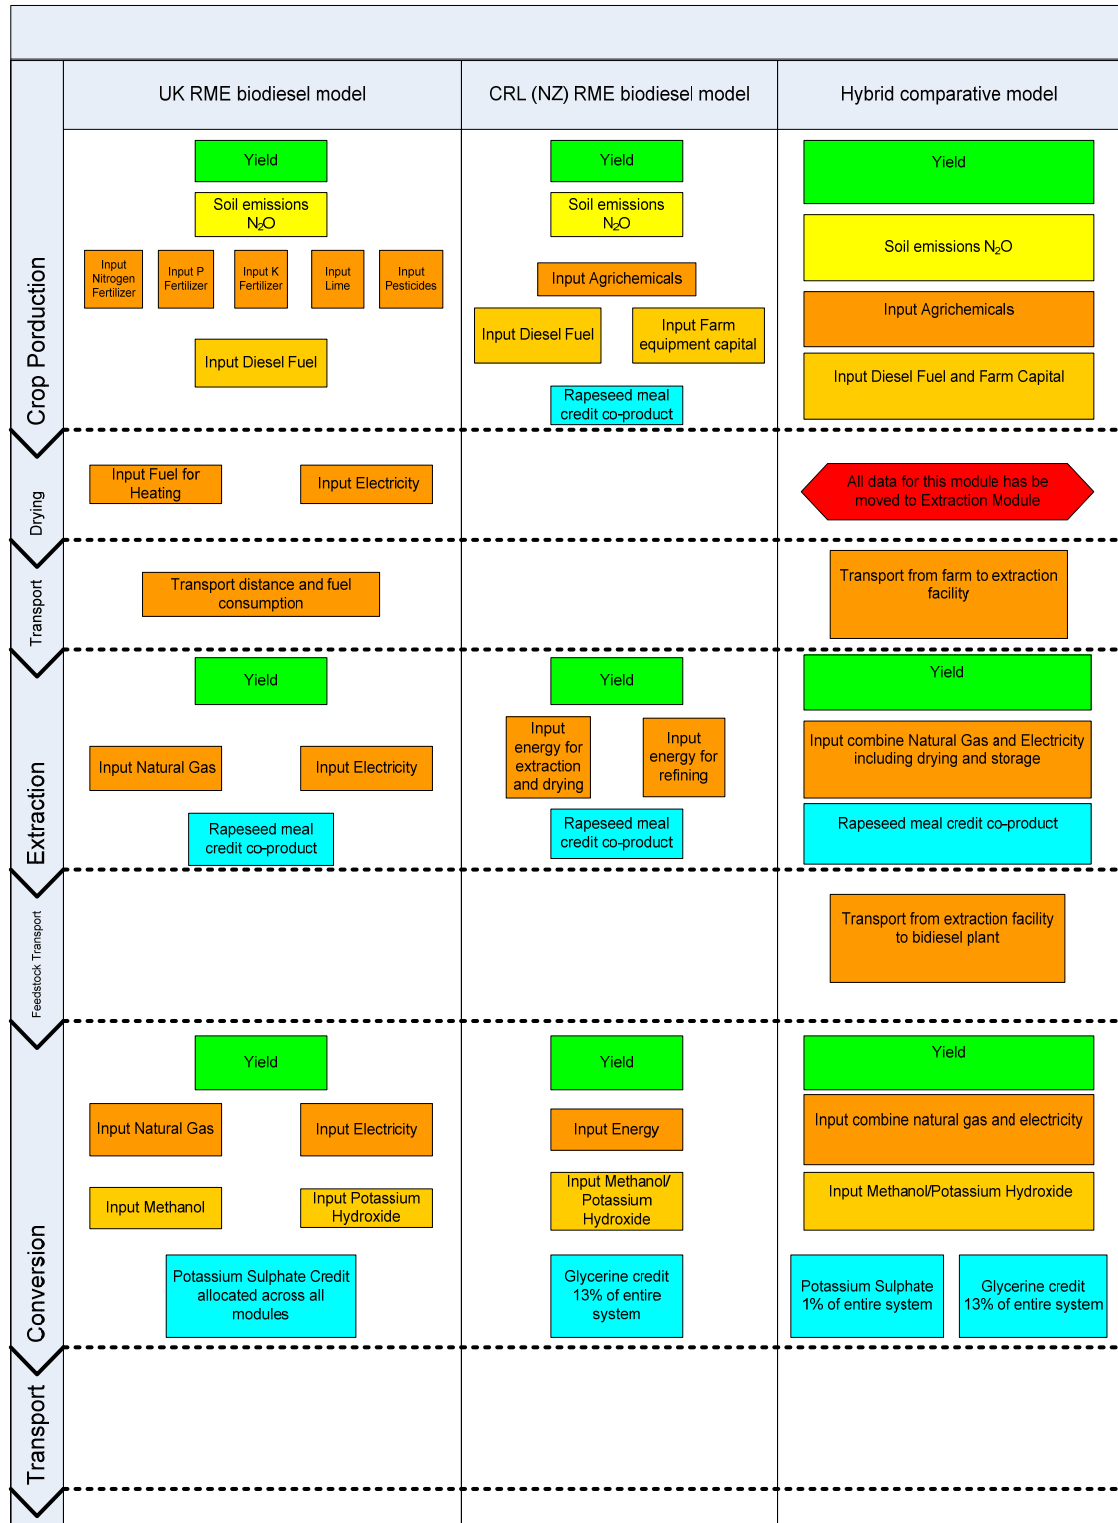 UK RME biodiesel model
CRL (NZ) RME biodiesel model
Hybrid comparative model
Crop Porduction
Yield
Soil emissions
N₂O
Input
Nitrogen
Fertilizer
Input P
Fertilizer
Input K
Fertilizer
Input
Lime
Input
Pesticides
Input Diesel Fuel
Yield
Soil emissions
N₂O
Input Agrichemicals
Input Diesel Fuel
Input Farm
equipment capital
Rapeseed meal
credit co-product
Yield
Soil emissions N₂O
Input Agrichemicals
Input Diesel Fuel and Farm Capital
Drying
Input Fuel for
Heating
Input Electricity
All data for this module has be
moved to Extraction Module
Transport
Transport distance and fuel
consumption
Transport from farm to extraction
facility
Extraction
Yield
Input Natural Gas
Input Electricity
Rapeseed meal
credit co-product
Yield
Input
energy for
extraction
and drying
Input
energy for
refining
Rapeseed meal
credit co-product
Yield
Input combine Natural Gas and Electricity
including drying and storage
Rapeseed meal credit co-product
Feedstock Transport
Transport from extraction facility
to bidiesel plant
Conversion
Yield
Input Natural Gas
Input Electricity
Input Methanol
Input Potassium
Hydroxide
Potassium Sulphate Credit
allocated across all
modules
Yield
Input Energy
Input Methanol/
Potassium
Hydroxide
Glycerine credit
13% of entire
system
Yield
Input combine natural gas and electricity
Input Methanol/Potassium Hydroxide
Potassium Sulphate
1% of entire system
Glycerine credit
13% of entire system
Transport